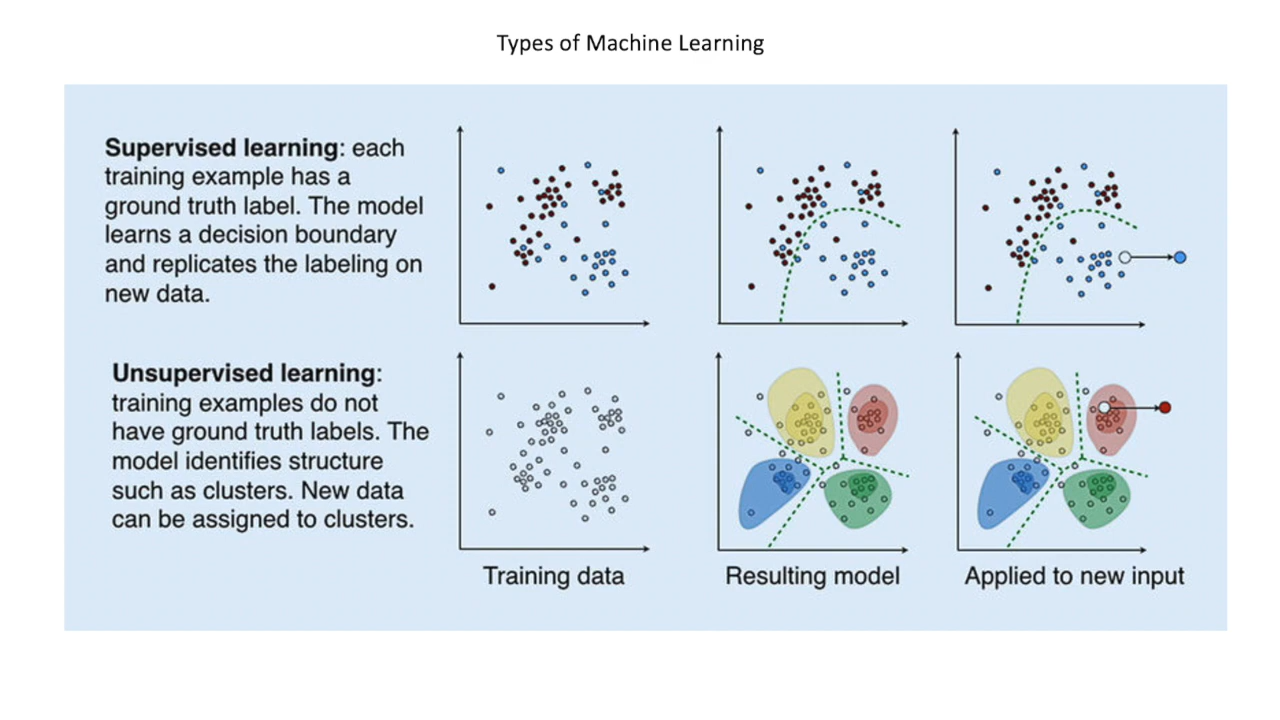 Types of Machine Learning
Supervised learning: each
training example has a
ground truth label. The model
learns a decision boundary
and replicates the labeling on
new data.
Unsupervised learning:
training examples do not
have ground truth labels. The
model identifies structure
such as clusters. New data
can be assigned to clusters.
Training data
Resulting model
Applied to new input